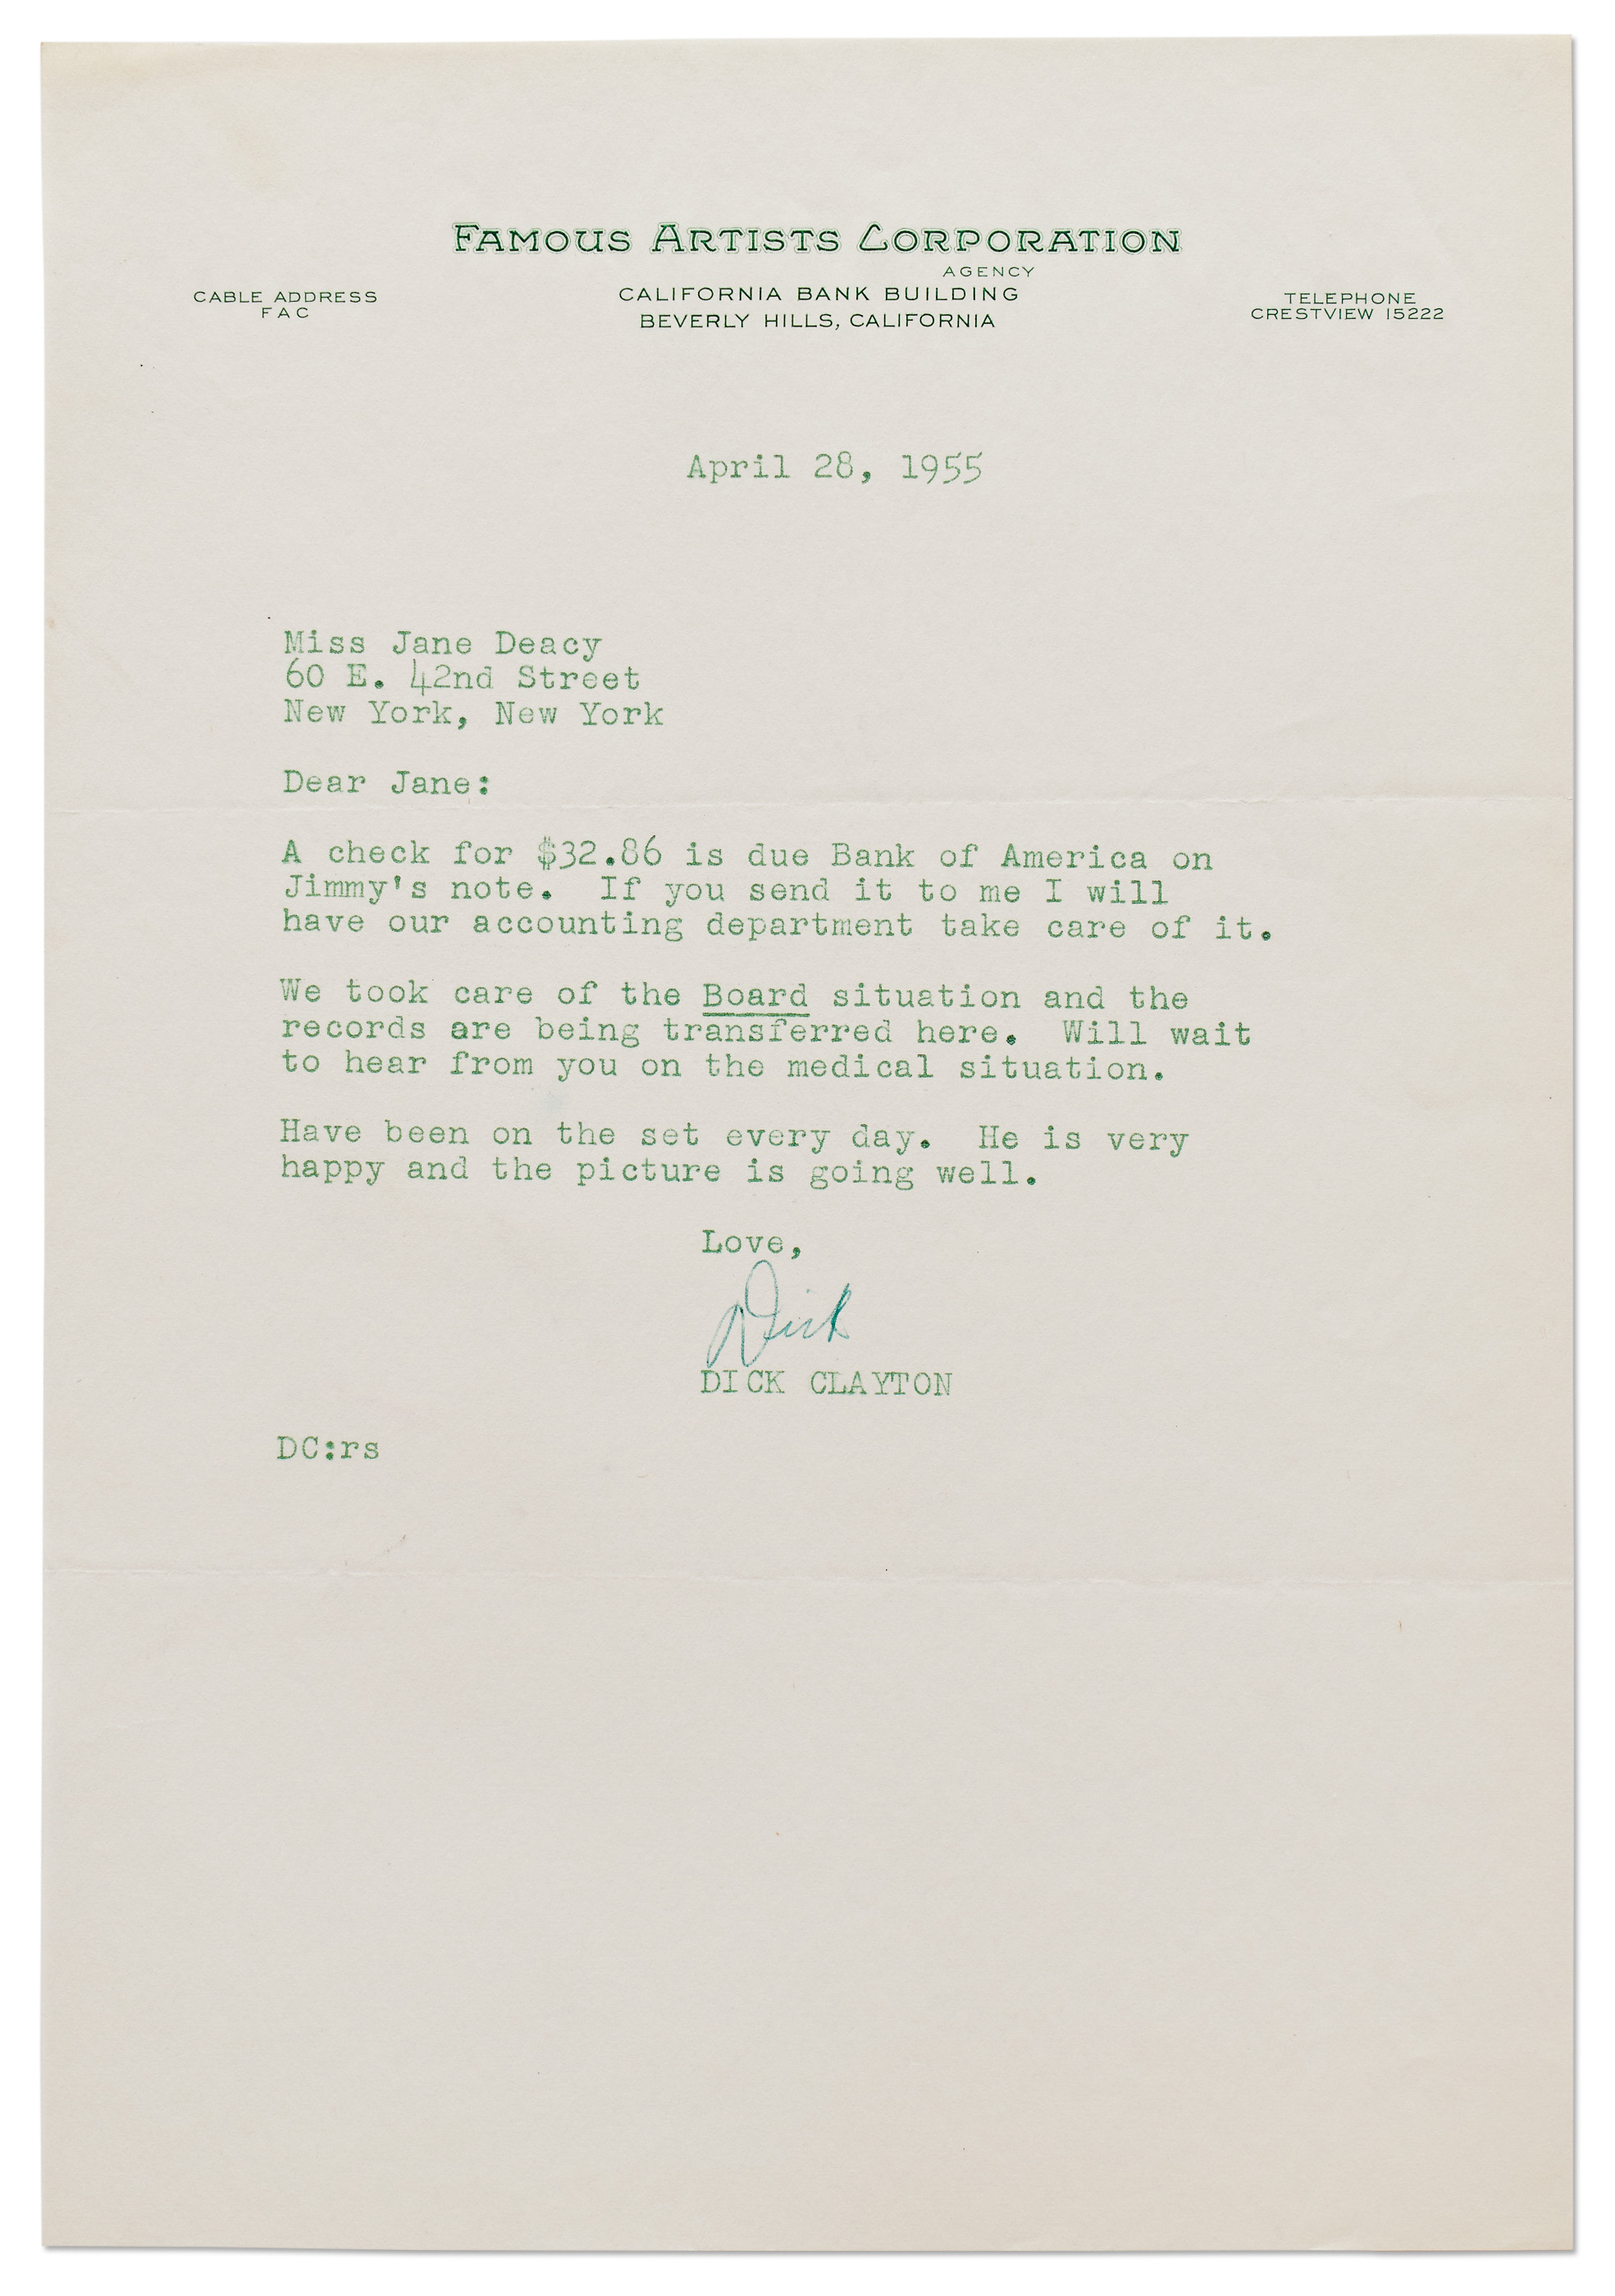 FAMOUS ARTISTS CORPORATION
AGENCY
CALIFORNIA BANK BUILDING
BEVERLY HILLS, CALIFORNIA
CABLE ADDRESS
FAC
TELEPHONE
CRESTVIEW 15222
April 28, 1955
Miss Jane Deacy
60 E. 42nd Street
New York, New York
Dear Jane:
A check for $32.86 is due Bank of America on
Jimmy's note. If you send it to me I will
have our accounting department take care of it.
We took care of the Board situation and the
records are being transferred here. Will wait
to hear from you on the medical situation.
Have been on the set every day. He is very
happy and the picture is going well.
Love,
Dick
DICK CLAYTON
DC:rs